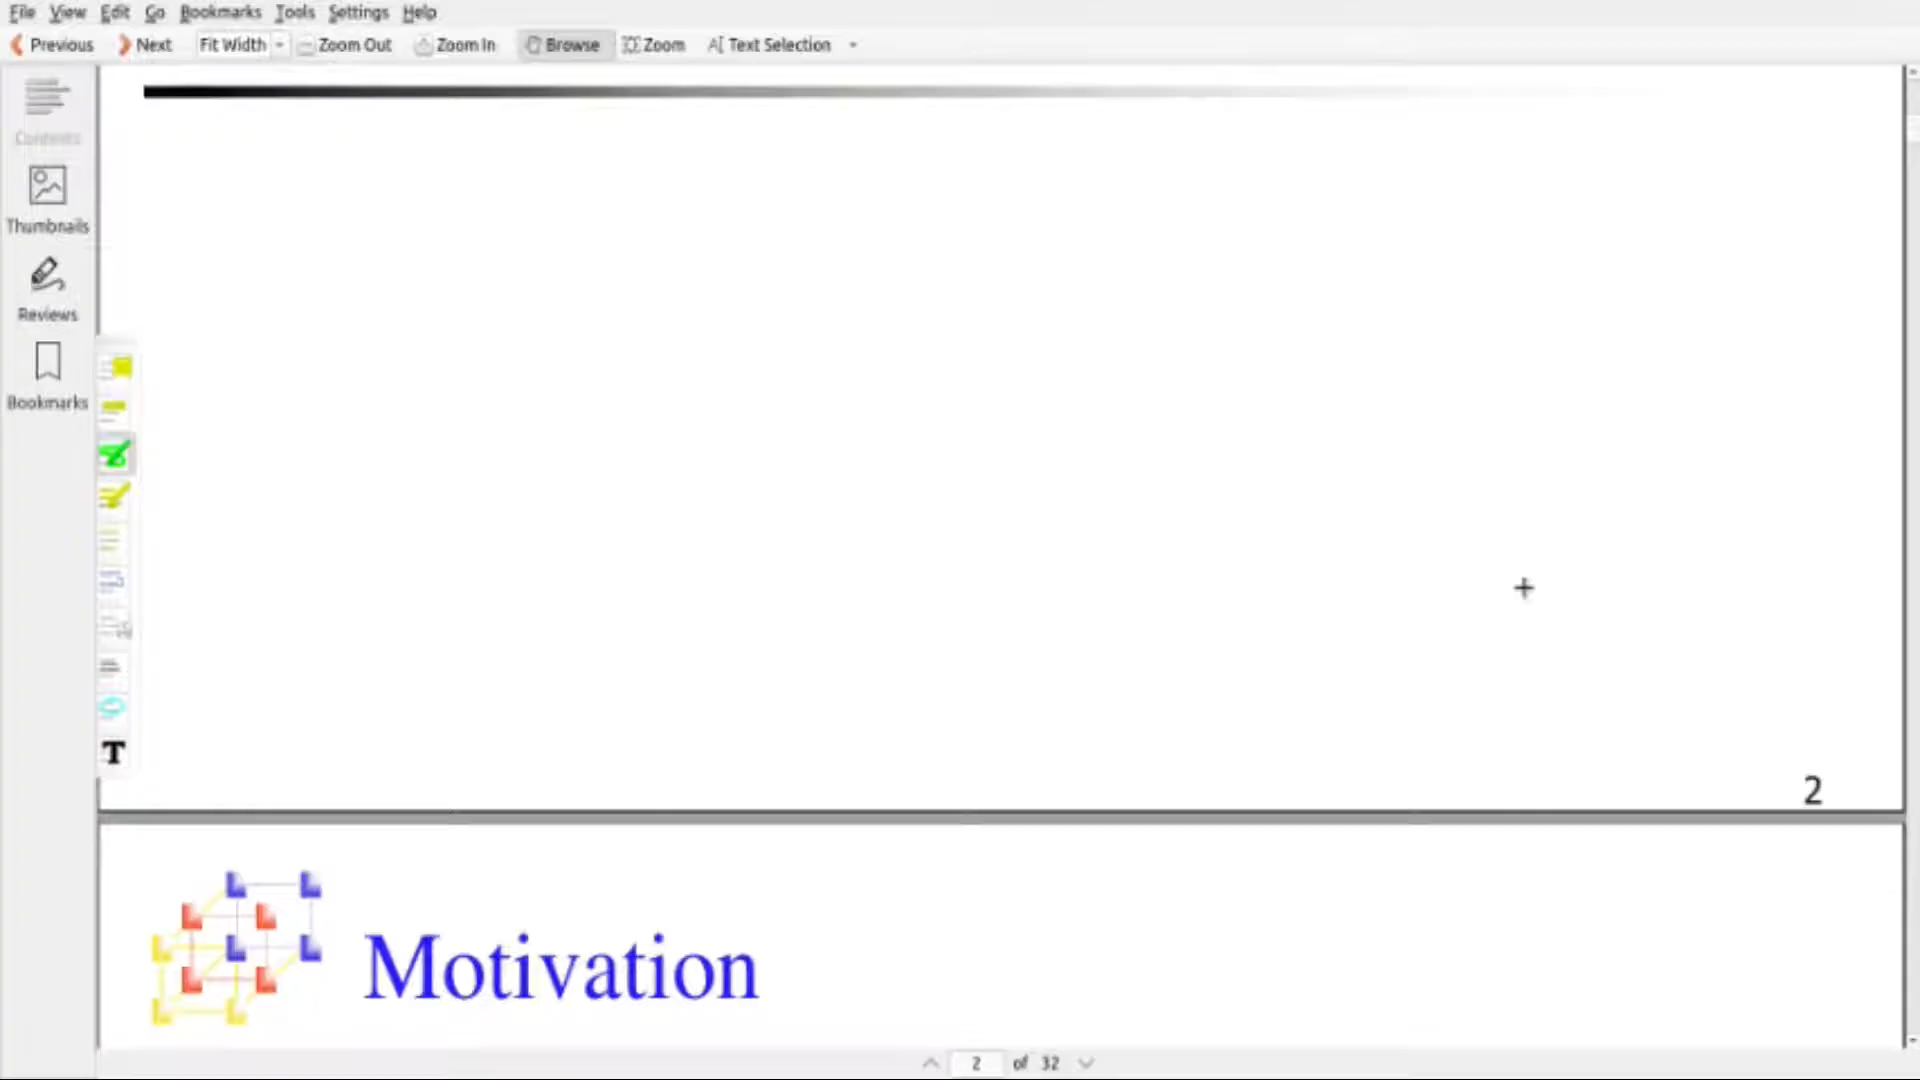 File View Edit Go Bookmarks Tools Settings Help
Previous Next Fit Width Zoom Out Zoom In Browse Zoom Text Selection
Contents
Thumbnails
Reviews
Bookmarks
T
2
Motivation
2 of 32